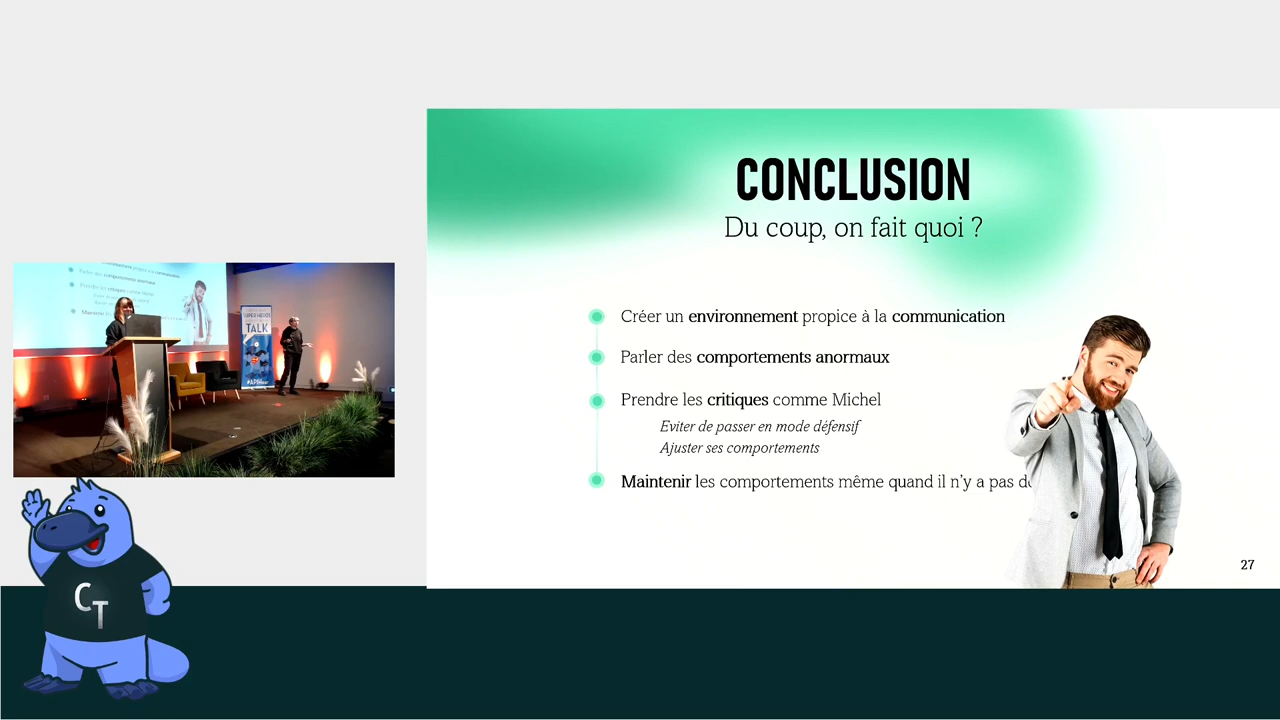 CONCLUSION
Du coup, on fait quoi ?
Créer un environnement propice à la communication
Parler des comportements anormaux
Prendre les critiques comme Michel
Eviter de passer en mode défensif
Ajuster ses comportements
Maintenir les comportements même quand il n'y a pas
27
SUPER HEROS
TALK
CT